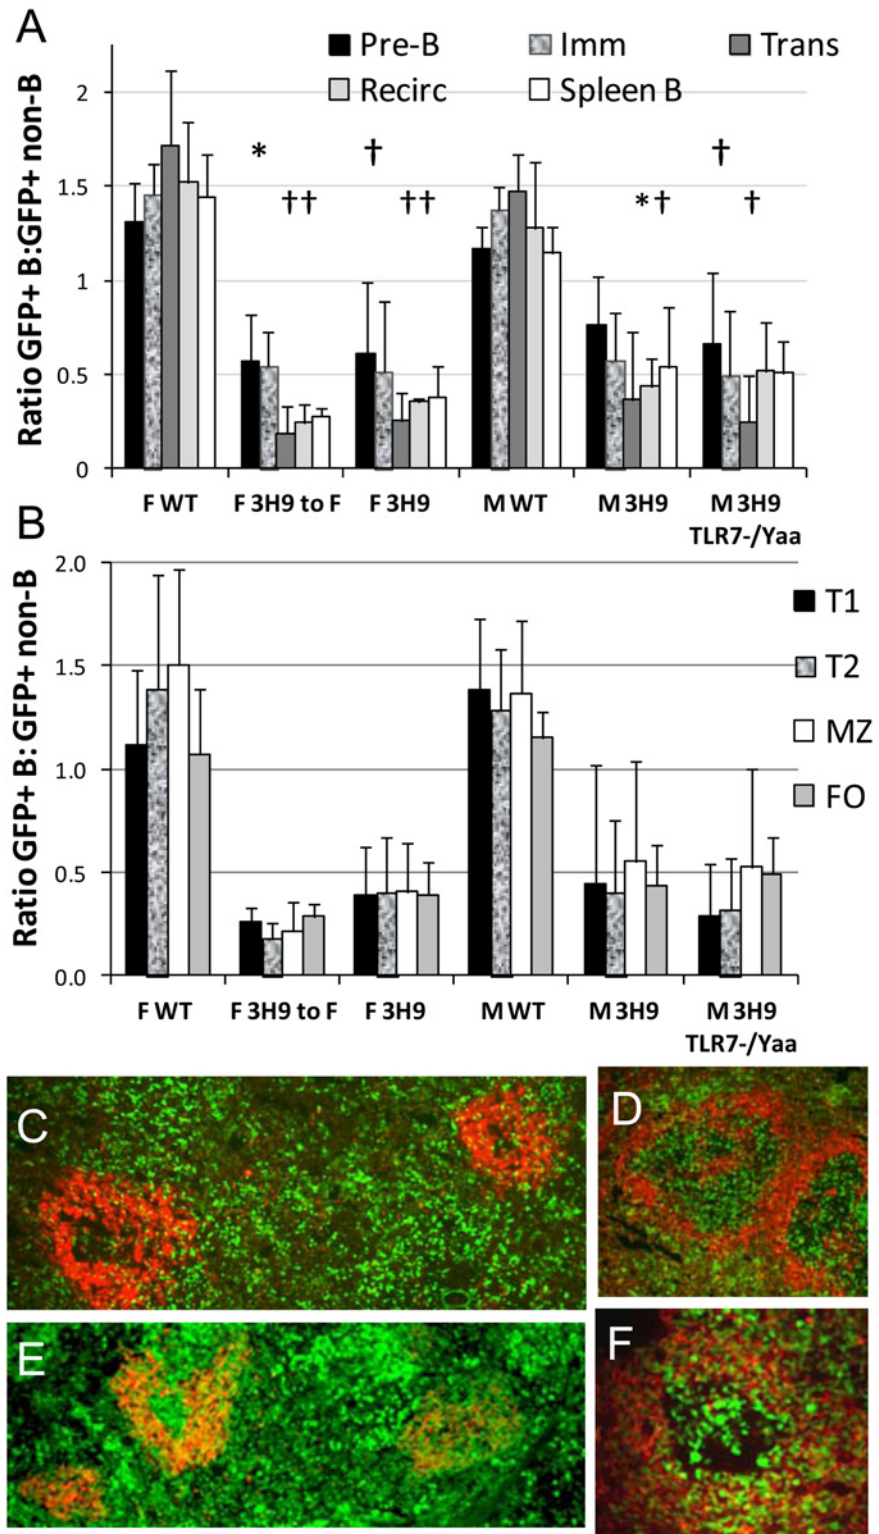 A
Pre-B Imm Trans
Recirc Spleen B
Ratio GFP+ B:GFP+ non-B
2
1.5
1
0.5
0
* † †
†† †† *† †
F WT F 3H9 to F F 3H9 M WT M 3H9 M 3H9
TLR7-/Yaa
B
Ratio GFP+ B: GFP+ non-B
2.0
1.5
1.0
0.5
0.0
T1
T2
MZ
FO
F WT F 3H9 to F F 3H9 M WT M 3H9 M 3H9
TLR7-/Yaa
C
D
E
F